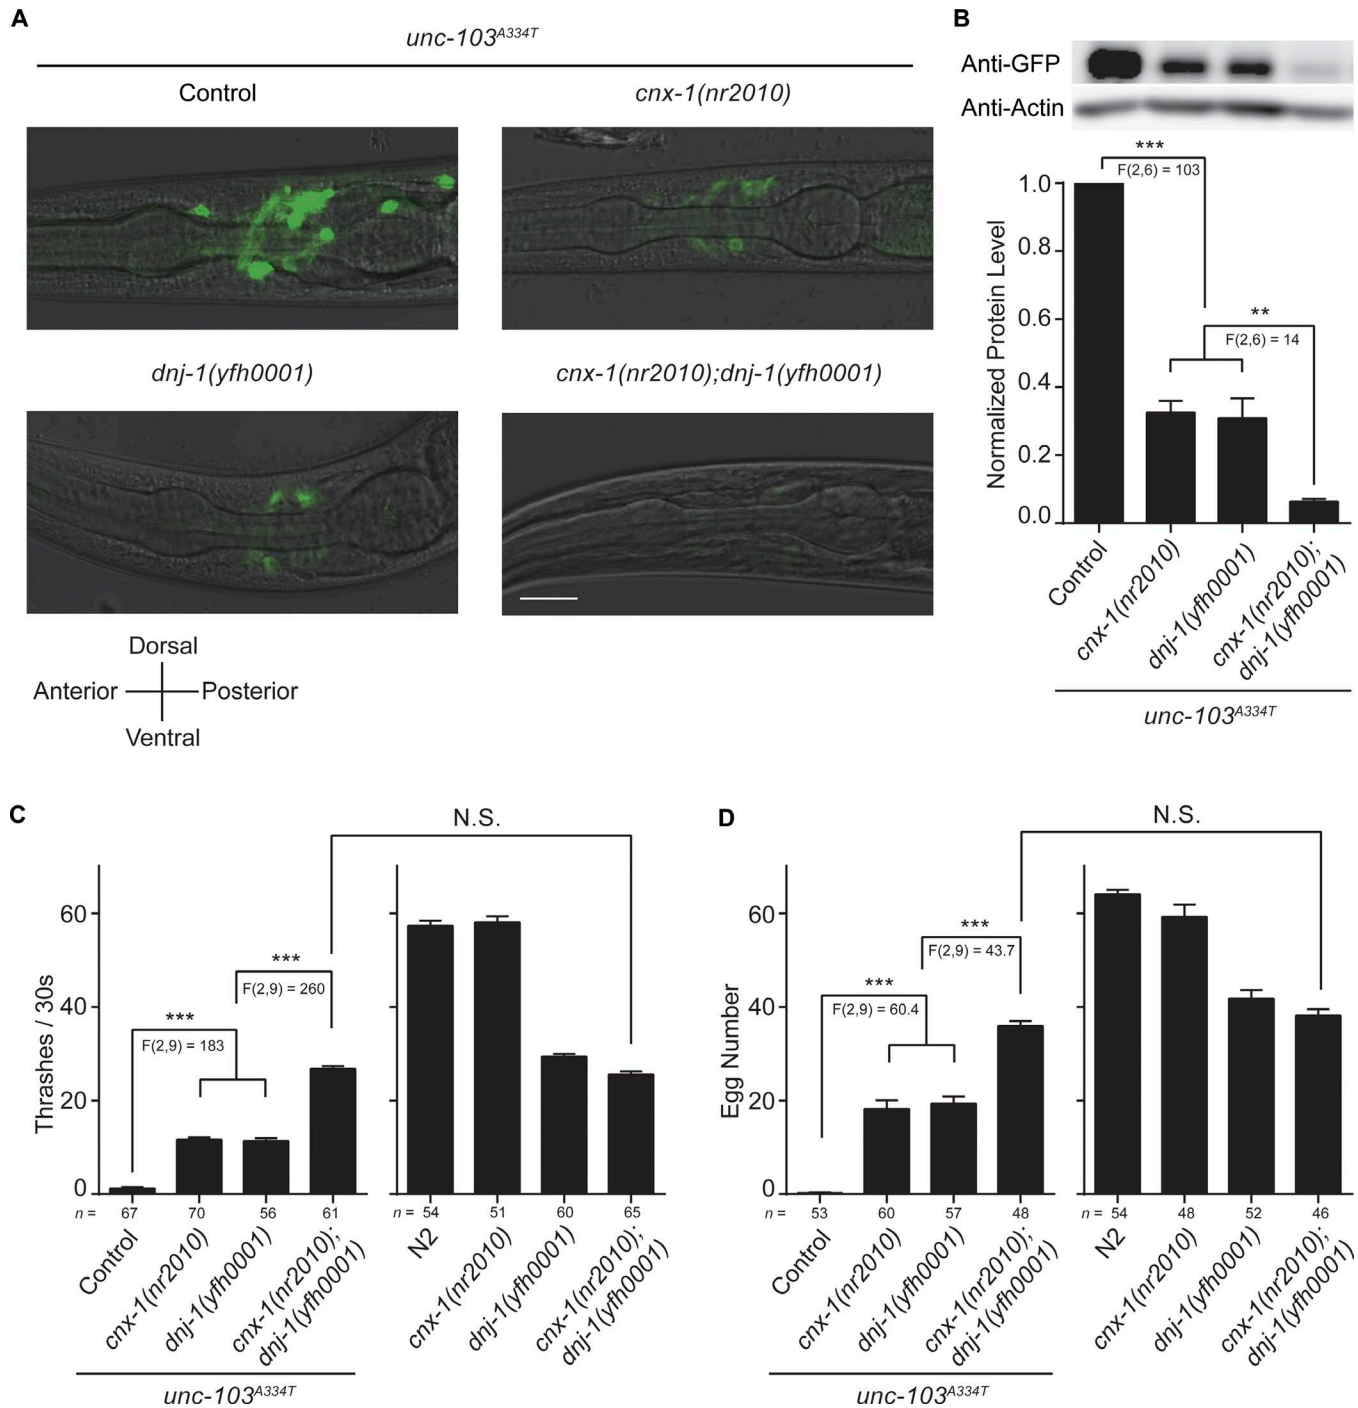 A
unc-103A334T
Control
cnx-1(nr2010)
dnj-1(yfh0001)
cnx-1(nr2010);dnj-1(yfh0001)
Dorsal
Anterior
Posterior
Ventral
B
Anti-GFP
Anti-Actin
***
F(2,6) = 103
**
F(2,6) = 14
Normalized Protein Level
1.0
0.8
0.6
0.4
0.2
0.0
Control
cnx-1(nr2010)
dnj-1(yfh0001)
cnx-1(nr2010);
dnj-1(yfh0001)
unc-103A334T
C
N.S.
Thrashes / 30s
60
40
20
0
***
F(2,9) = 183
***
F(2,9) = 260
n = 67 70 56 61
n = 54 51 60 65
Control
cnx-1(nr2010)
dnj-1(yfh0001)
cnx-1(nr2010);
dnj-1(yfh0001)
N2
cnx-1(nr2010)
dnj-1(yfh0001)
cnx-1(nr2010);
dnj-1(yfh0001)
unc-103A334T
D
N.S.
Egg Number
60
40
20
0
***
F(2,9) = 60.4
***
F(2,9) = 43.7
n = 53 60 57 48
n = 54 48 52 46
Control
cnx-1(nr2010)
dnj-1(yfh0001)
cnx-1(nr2010);
dnj-1(yfh0001)
N2
cnx-1(nr2010)
dnj-1(yfh0001)
cnx-1(nr2010);
dnj-1(yfh0001)
unc-103A334T